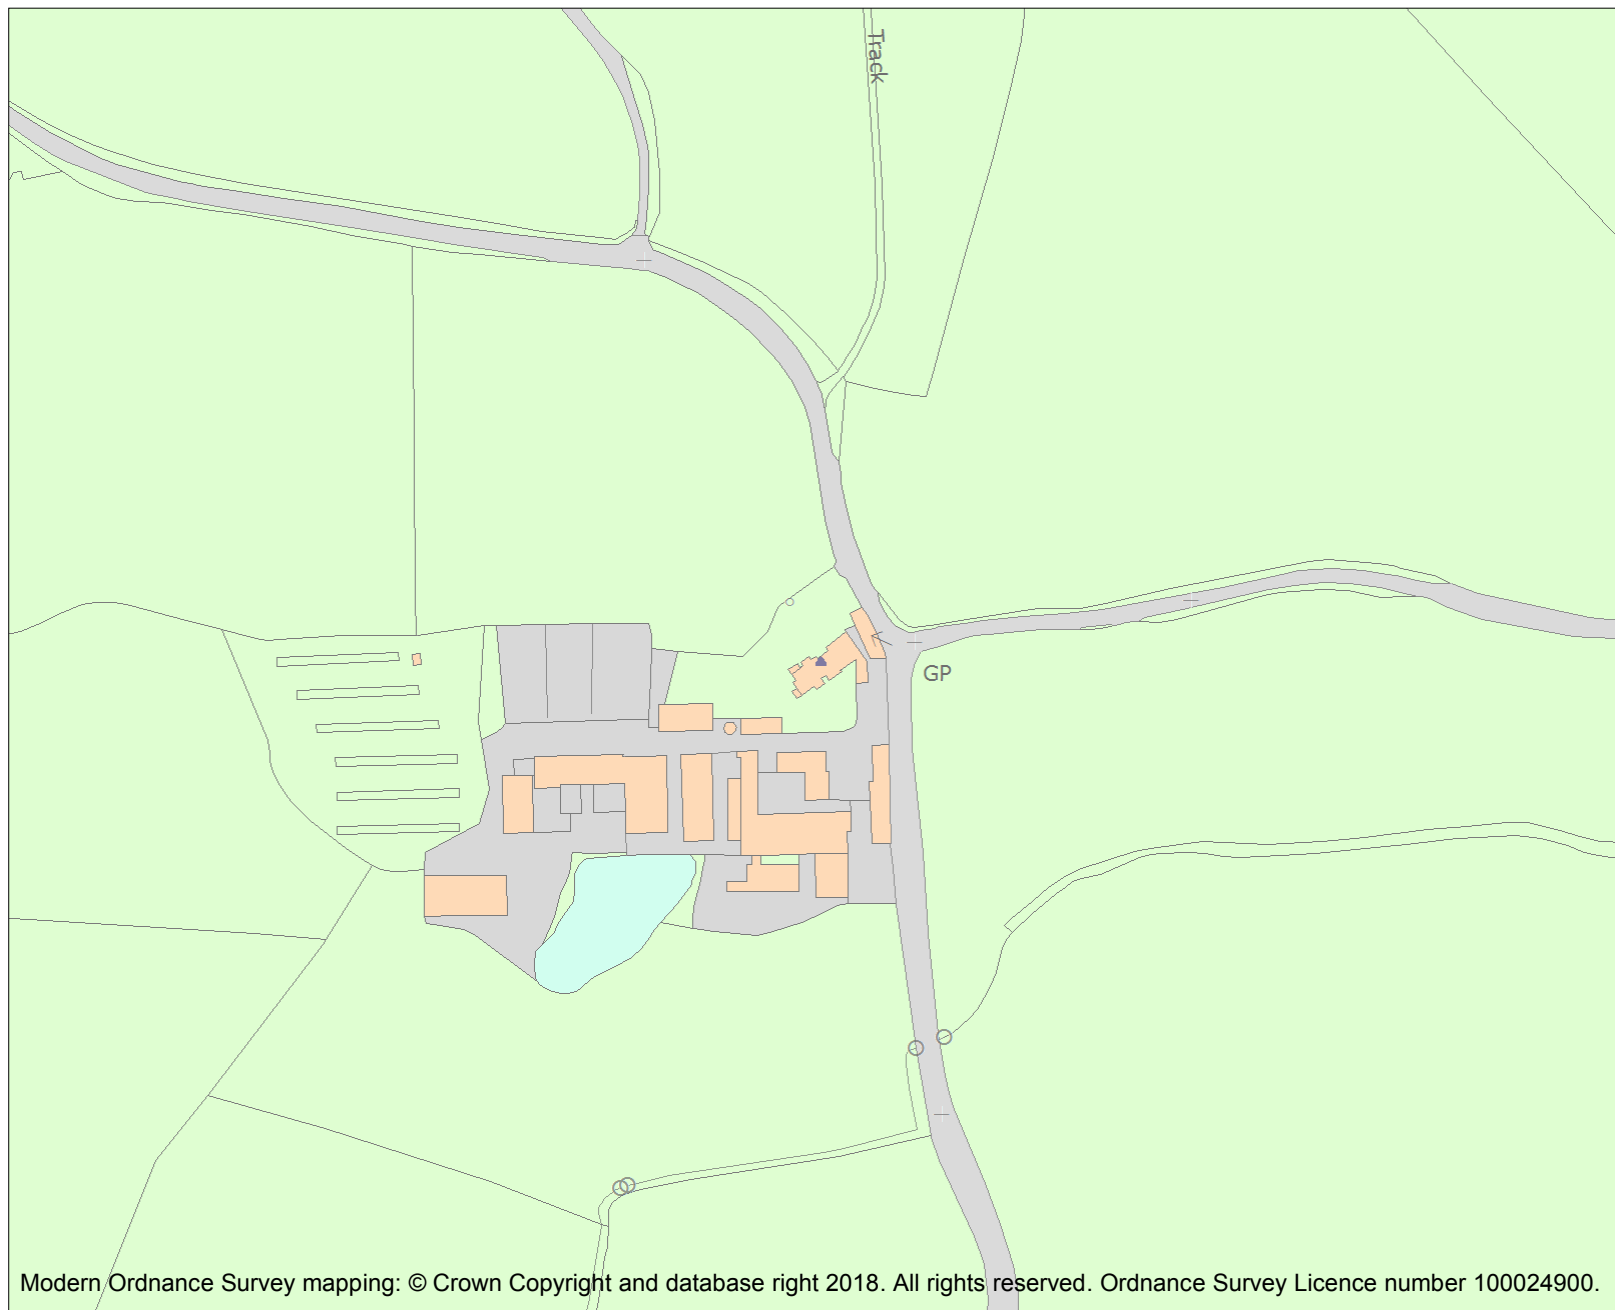 Track
GP
Modern Ordnance Survey mapping: © Crown Copyright and database right 2018. All rights reserved. Ordnance Survey Licence number 100024900.